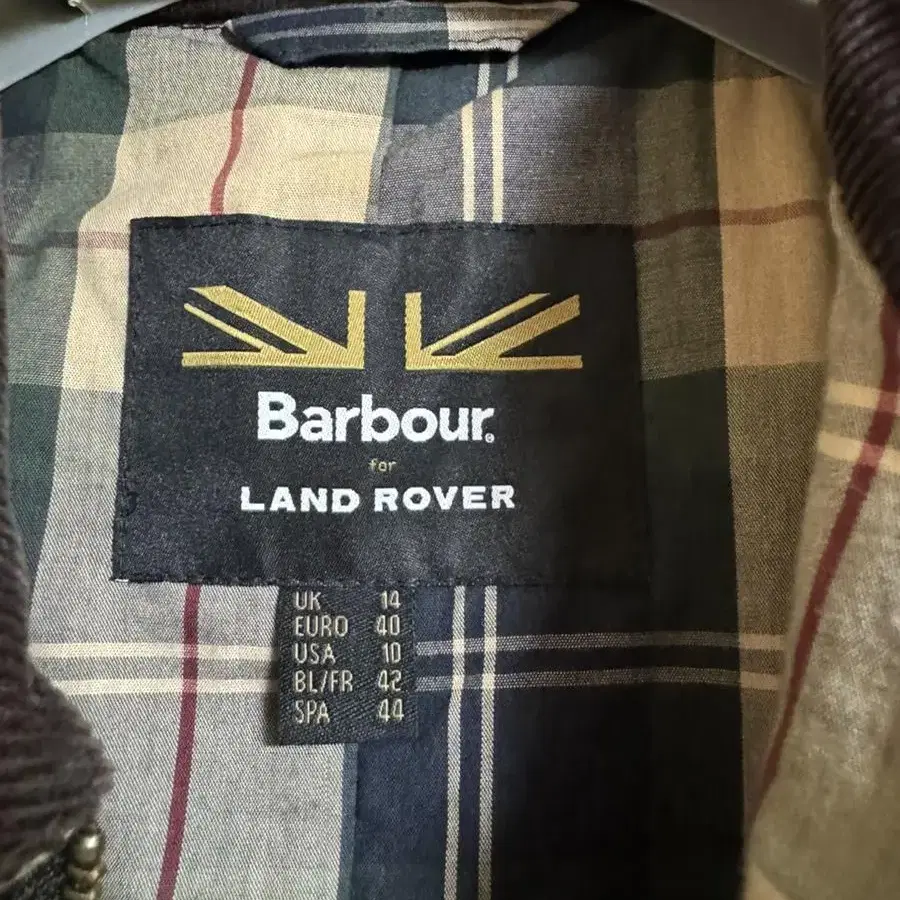 Barbour®
for
LAND ROVER
UK 14
EURO 40
USA 10
BL/FR 42
SPA 44